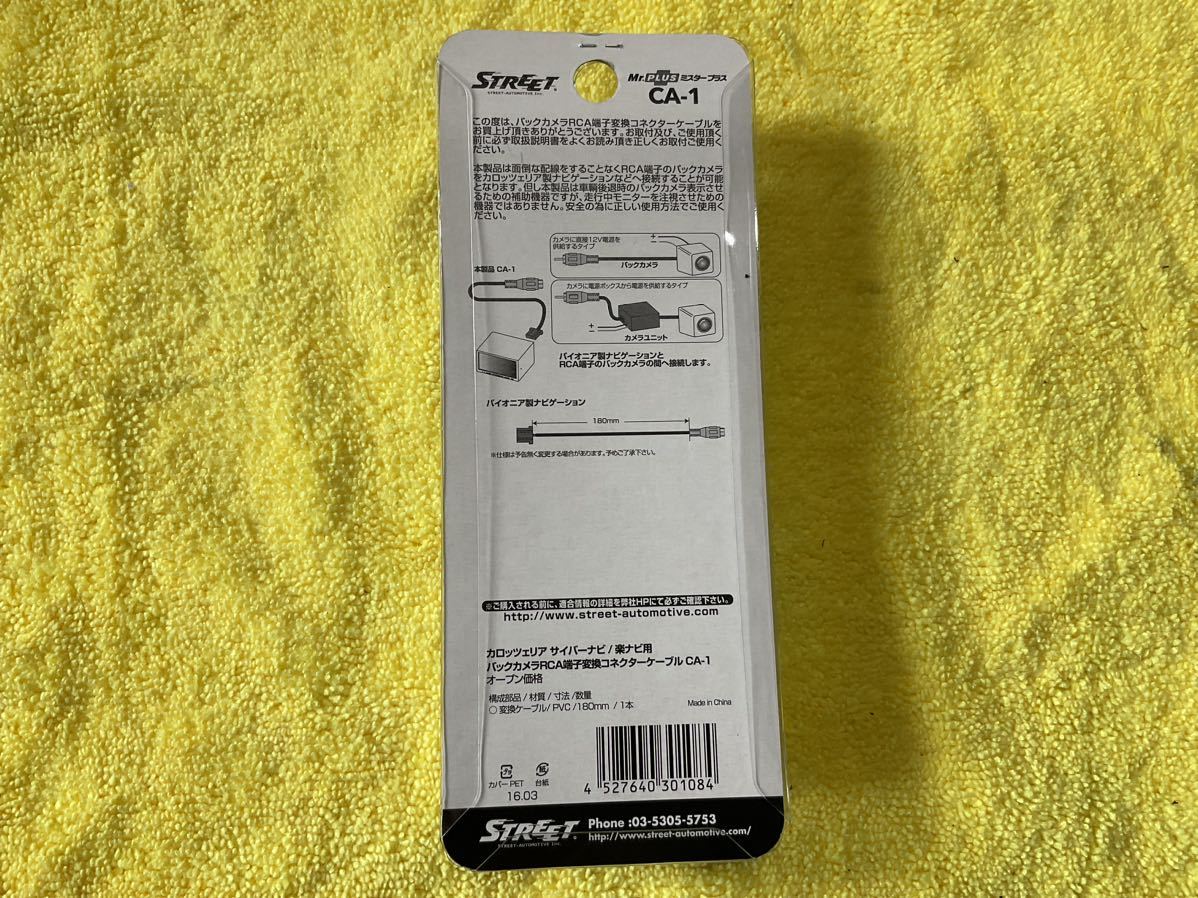 STREET
STREET-AUTOMOTIVE Inc.
Mr.PLUS ミスタープラス
CA-1
この度は、バックカメラRCA端子変換コネクターケーブルを
お買上げ頂きありがとうございます。お取付及び、ご使用頂く
前に必ず取扱説明書をよくお読み頂き正しくお取付ご使用く
ださい。
本製品は面倒な配線をすることなくRCA端子のバックカメラ
をカロッツェリア製ナビゲーションなどへ接続することが可能
となります。但し本製品は車輌後退時のバックカメラ表示させ
るための補助機器ですが、走行中モニターを注視させための
機器ではありません。安全の為に正しい使用方法でご使用く
ださい。
カメラに直接12V電源を
供給するタイプ
+
−
バックカメラ
本製品 CA-1
カメラに電源ボックスから電源を供給するタイプ
+
−
カメラユニット
パイオニア製ナビゲーションと
RCA端子のバックカメラの間へ接続します。
パイオニア製ナビゲーション
180mm
※仕様は予告無く変更する場合があります。予めご了承下さい。
※ご購入される前に、適合情報の詳細を弊社HPにて必ずご確認下さい。
http://www.street-automotive.com
カロッツェリア サイバーナビ / 楽ナビ用
バックカメラRCA端子変換コネクターケーブル CA-1
オープン価格
構成部品 / 材質 / 寸法 /数量
○ 変換ケーブル/ PVC /180mm / 1本
Made in China
カバー PET
紙
台紙
16.03
4 527640 301084
STREET
STREET-AUTOMOTIVE Inc.
Phone :03-5305-5753
http://www.street-automotive.com/